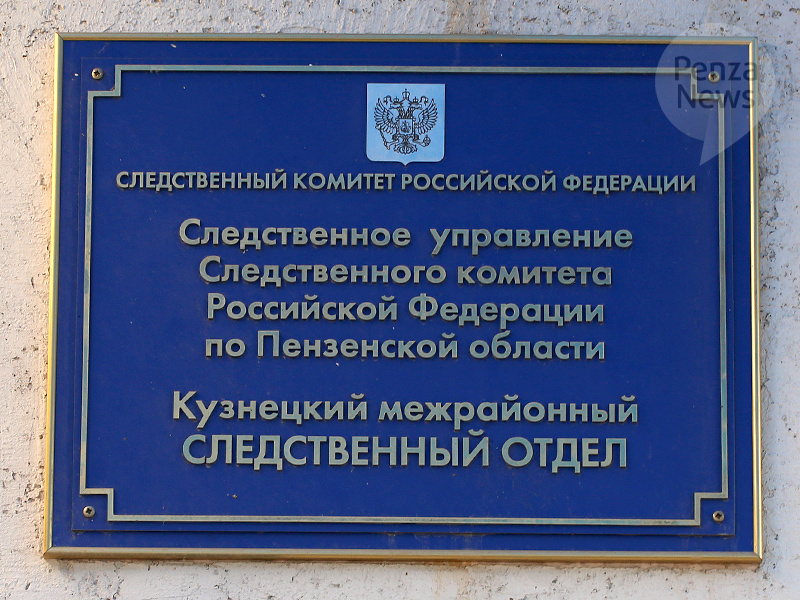 Penza
News
СЛЕДСТВЕННЫЙ КОМИТЕТ РОССИЙСКОЙ ФЕДЕРАЦИИ
Следственное управление
Следственного комитета
Российской Федерации
по Пензенской области
Кузнецкий межрайонный
СЛЕДСТВЕННЫЙ ОТДЕЛ